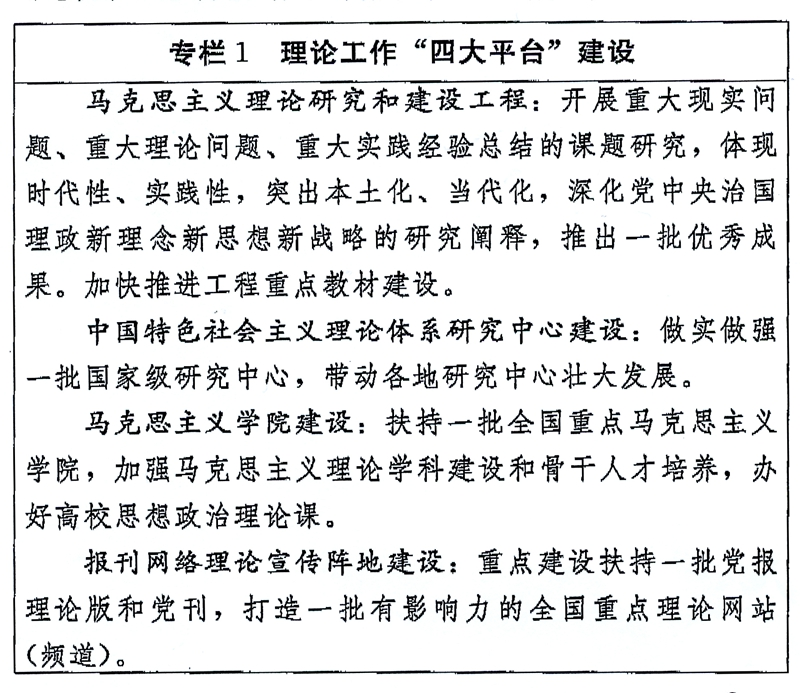 专栏1 理论工作“四大平台”建设
马克思主义理论研究和建设工程：开展重大现实问
题、重大理论问题、重大实践经验总结的课题研究，体现
时代性、实践性，突出本土化、当代化，深化党中央治国
理政新理念新思想新战略的研究阐释，推出一批优秀成
果。加快推进工程重点教材建设。
中国特色社会主义理论体系研究中心建设：做实做强
一批国家级研究中心，带动各地研究中心壮大发展。
马克思主义学院建设：扶持一批全国重点马克思主义
学院，加强马克思主义理论学科建设和骨干人才培养，办
好高校思想政治理论课。
报刊网络理论宣传阵地建设：重点建设扶持一批党报
理论版和党刊，打造一批有影响力的全国重点理论网站
（频道）。